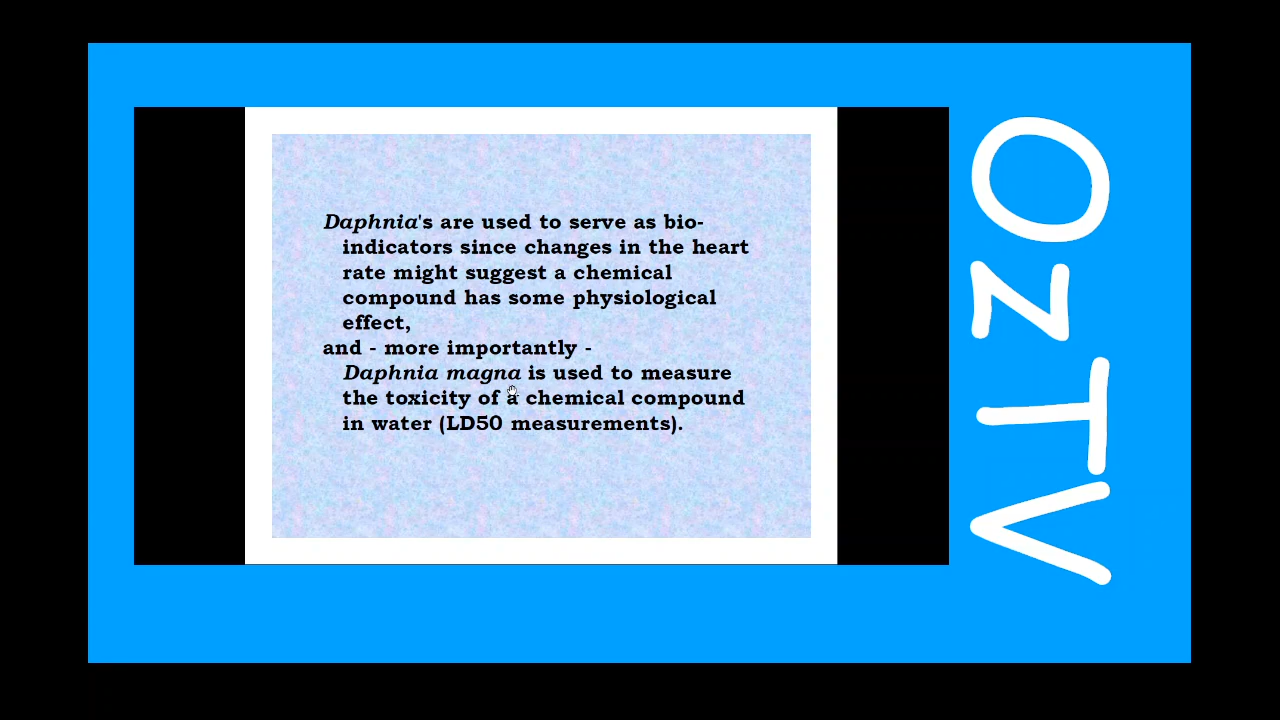 Daphnia's are used to serve as bio-
indicators since changes in the heart
rate might suggest a chemical
compound has some physiological
effect,
and - more importantly -
Daphnia magna is used to measure
the toxicity of a chemical compound
in water (LD50 measurements).
OzTV